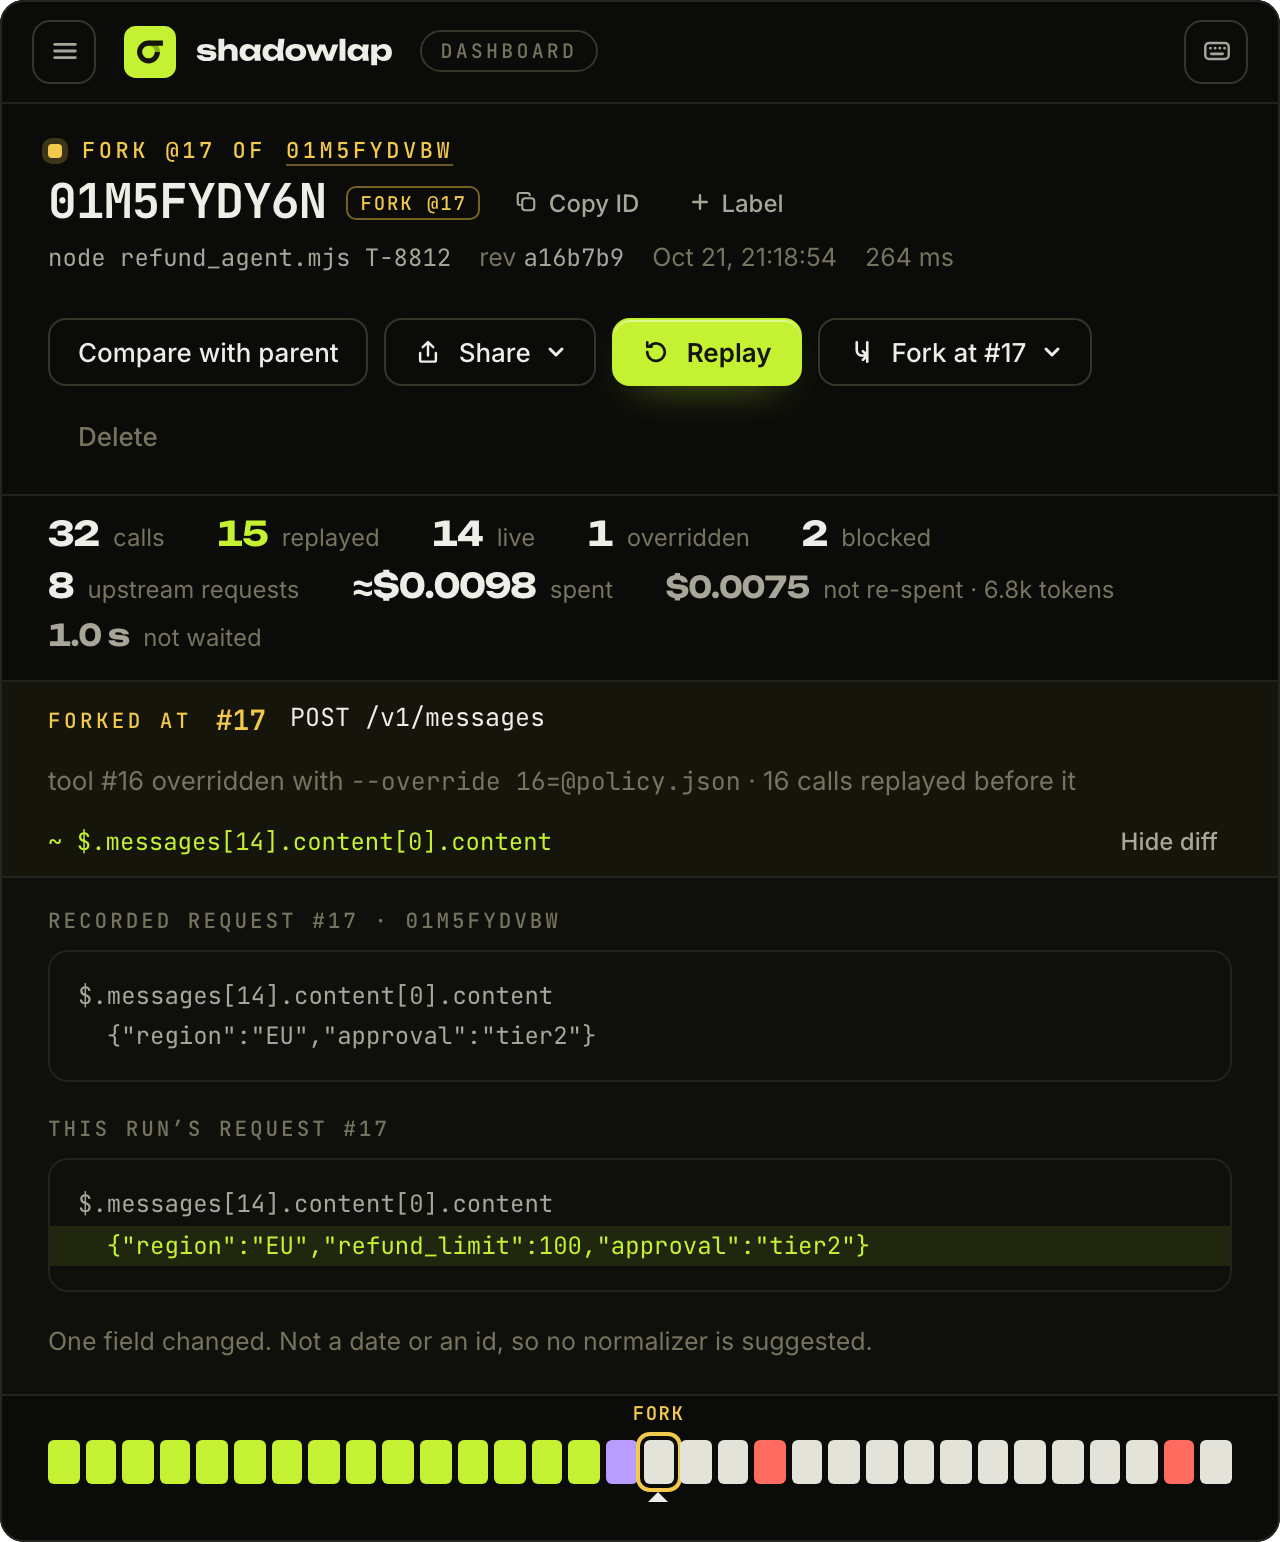 shadowlap DASHBOARD
FORK @17 OF 01M5FYDVBW
01M5FYDY6N FORK @17 Copy ID + Label
node refund_agent.mjs T-8812 rev a16b7b9 Oct 21, 21:18:54 264 ms
Compare with parent Share Replay Fork at #17
Delete
32 calls 15 replayed 14 live 1 overridden 2 blocked
8 upstream requests ≈$0.0098 spent $0.0075 not re-spent · 6.8k tokens
1.0 s not waited
FORKED AT #17 POST /v1/messages
tool #16 overridden with --override 16=@policy.json · 16 calls replayed before it
~ $.messages[14].content[0].content Hide diff
RECORDED REQUEST #17 · 01M5FYDVBW
$.messages[14].content[0].content
{"region":"EU","approval":"tier2"}
THIS RUN’S REQUEST #17
$.messages[14].content[0].content
{"region":"EU","refund_limit":100,"approval":"tier2"}
One field changed. Not a date or an id, so no normalizer is suggested.
FORK